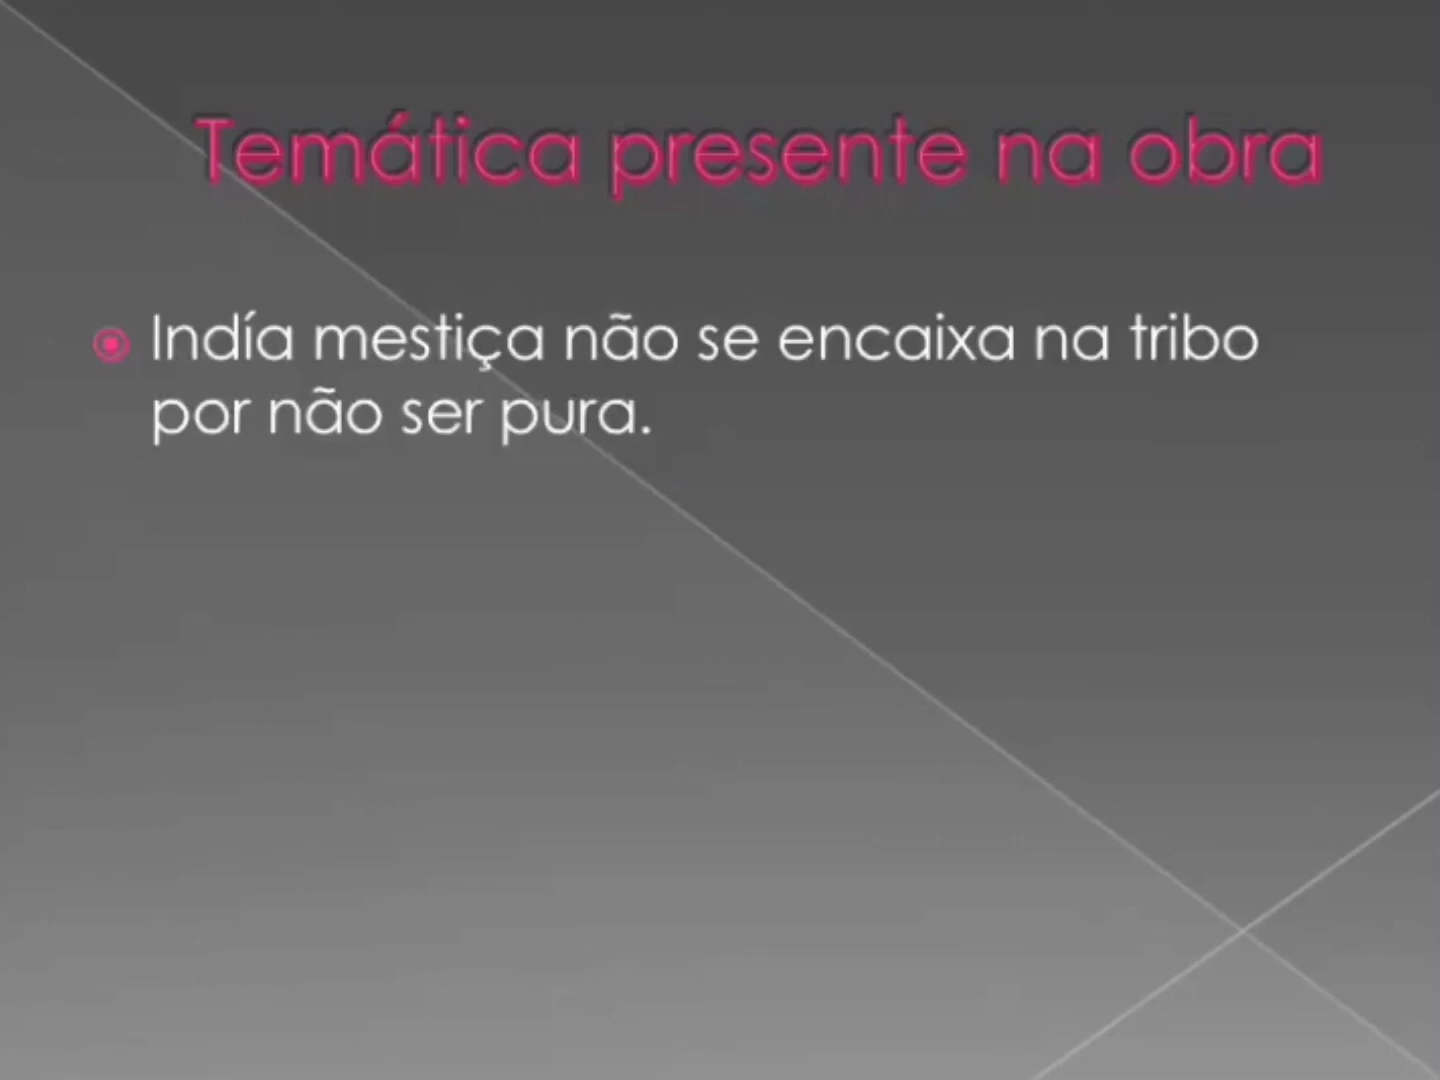 Temática presente na obra
Indía mestiça não se encaixa na tribo
por não ser pura.